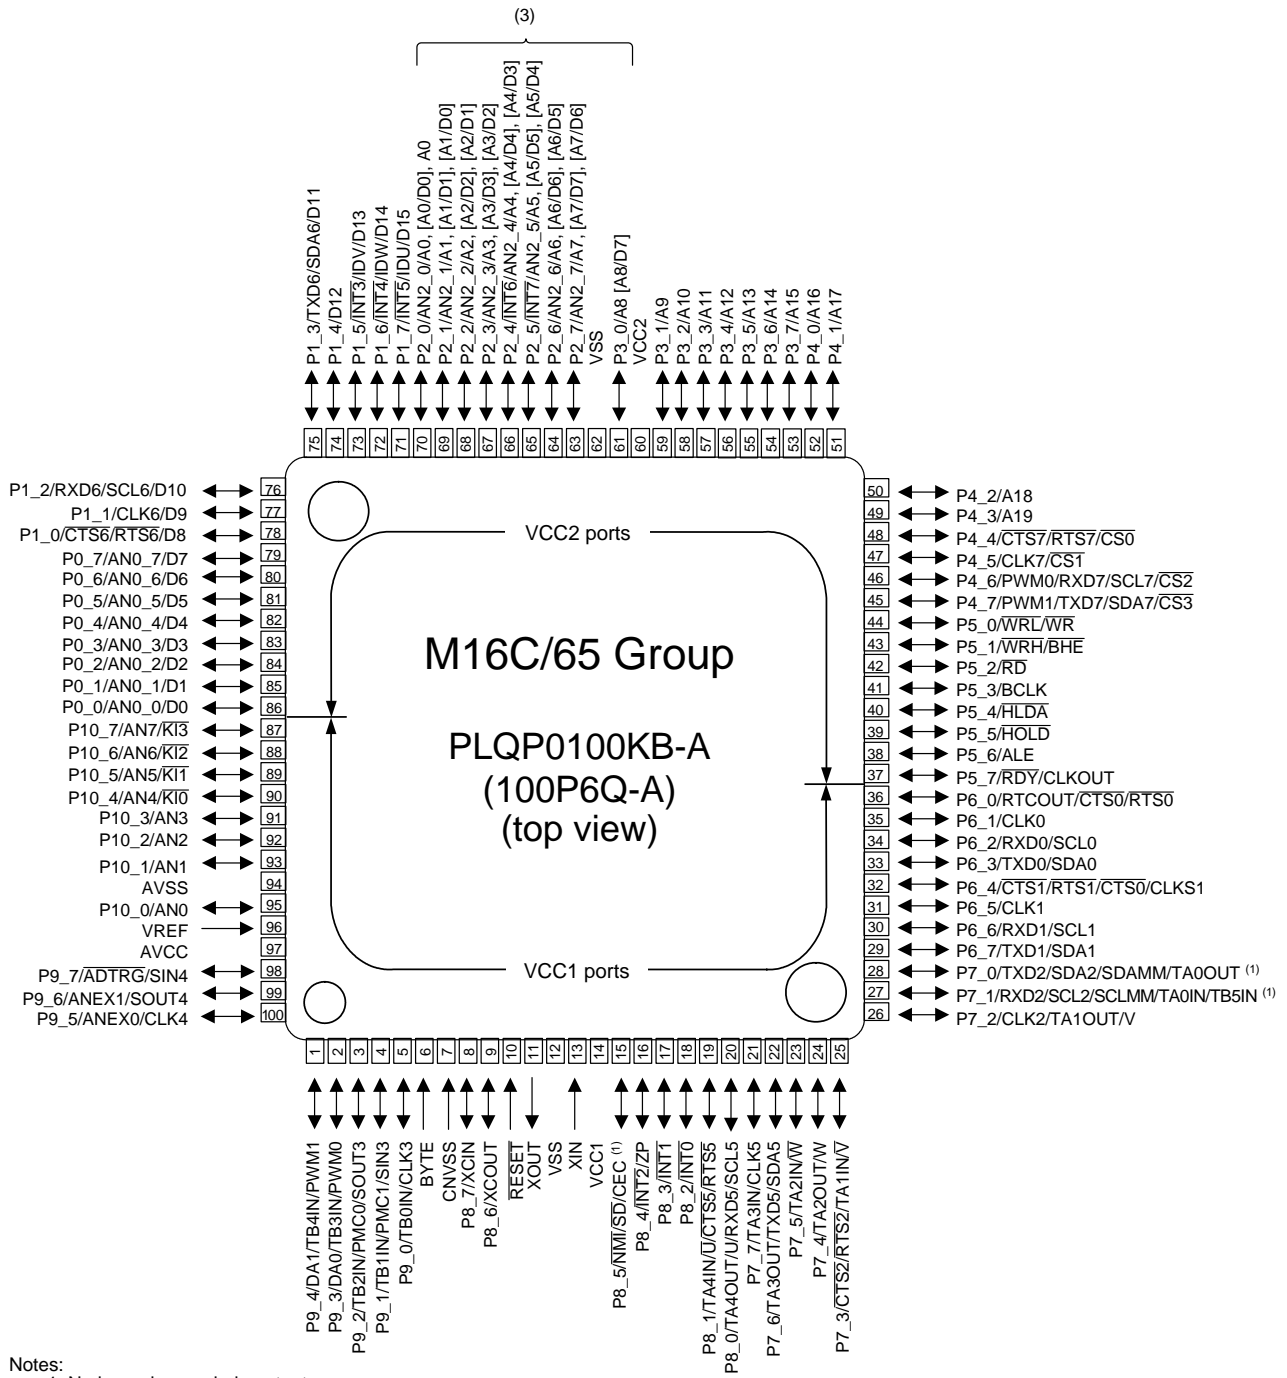 (3)
P1_3/TXD6/SDA6/D11
P1_4/D12
P1_5/INT3/IDV/D13
P1_6/INT4/IDW/D14
P1_7/INT5/IDU/D15
P2_0/AN2_0/A0, [A0/D0], A0
P2_1/AN2_1/A1, [A1/D1], [A1/D0]
P2_2/AN2_2/A2, [A2/D2], [A2/D1]
P2_3/AN2_3/A3, [A3/D3], [A3/D2]
P2_4/INT6/AN2_4/A4, [A4/D4], [A4/D3]
P2_5/INT7/AN2_5/A5, [A5/D5], [A5/D4]
P2_6/AN2_6/A6, [A6/D6], [A6/D5]
P2_7/AN2_7/A7, [A7/D7], [A7/D6]
VSS
P3_0/A8 [A8/D7]
VCC2
P3_1/A9
P3_2/A10
P3_3/A11
P3_4/A12
P3_5/A13
P3_6/A14
P3_7/A15
P4_0/A16
P4_1/A17
75
74
73
72
71
70
69
68
67
66
65
64
63
62
61
60
59
58
57
56
55
54
53
52
51
P1_2/RXD6/SCL6/D10 76
P1_1/CLK6/D9 77
P1_0/CTS6/RTS6/D8 78
P0_7/AN0_7/D7 79
P0_6/AN0_6/D6 80
P0_5/AN0_5/D5 81
P0_4/AN0_4/D4 82
P0_3/AN0_3/D3 83
P0_2/AN0_2/D2 84
P0_1/AN0_1/D1 85
P0_0/AN0_0/D0 86
P10_7/AN7/KI3 87
P10_6/AN6/KI2 88
P10_5/AN5/KI1 89
P10_4/AN4/KI0 90
P10_3/AN3 91
P10_2/AN2 92
P10_1/AN1 93
AVSS 94
P10_0/AN0 95
VREF 96
AVCC 97
P9_7/ADTRG/SIN4 98
P9_6/ANEX1/SOUT4 99
P9_5/ANEX0/CLK4 100
VCC2 ports
M16C/65 Group
PLQP0100KB-A
(100P6Q-A)
(top view)
VCC1 ports
50 P4_2/A18
49 P4_3/A19
48 P4_4/CTS7/RTS7/CS0
47 P4_5/CLK7/CS1
46 P4_6/PWM0/RXD7/SCL7/CS2
45 P4_7/PWM1/TXD7/SDA7/CS3
44 P5_0/WRL/WR
43 P5_1/WRH/BHE
42 P5_2/RD
41 P5_3/BCLK
40 P5_4/HLDA
39 P5_5/HOLD
38 P5_6/ALE
37 P5_7/RDY/CLKOUT
36 P6_0/RTCOUT/CTS0/RTS0
35 P6_1/CLK0
34 P6_2/RXD0/SCL0
33 P6_3/TXD0/SDA0
32 P6_4/CTS1/RTS1/CTS0/CLKS1
31 P6_5/CLK1
30 P6_6/RXD1/SCL1
29 P6_7/TXD1/SDA1
28 P7_0/TXD2/SDA2/SDAMM/TA0OUT (1)
27 P7_1/RXD2/SCL2/SCLMM/TA0IN/TB5IN (1)
26 P7_2/CLK2/TA1OUT/V
1
2
3
4
5
6
7
8
9
10
11
12
13
14
15
16
17
18
19
20
21
22
23
24
25
P9_4/DA1/TB4IN/PWM1
P9_3/DA0/TB3IN/PWM0
P9_2/TB2IN/PMC0/SOUT3
P9_1/TB1IN/PMC1/SIN3
P9_0/TB0IN/CLK3
BYTE
CNVSS
P8_7/XCIN
P8_6/XCOUT
RESET
XOUT
VSS
XIN
VCC1
P8_5/NMI/SD/CEC (1)
P8_4/INT2/ZP
P8_3/INT1
P8_2/INT0
P8_1/TA4IN/U/CTS5/RTS5
P8_0/TA4OUT/U/RXD5/SCL5
P7_7/TA3IN/CLK5
P7_6/TA3OUT/TXD5/SDA5
P7_5/TA2IN/W
P7_4/TA2OUT/W
P7_3/CTS2/RTS2/TA1IN/V
Notes: